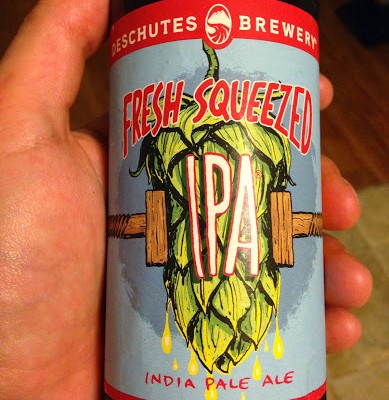 DESCHUTES BREWERY
FRESH SQUEEZED
IPA
INDIA PALE ALE